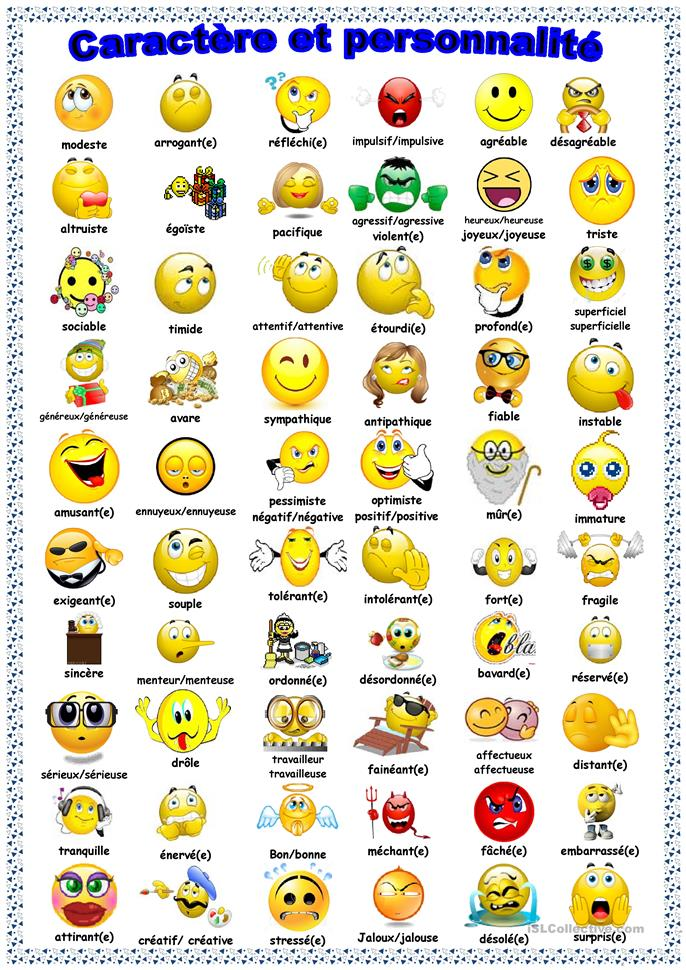 Caractère et personnalité
??
modeste
arrogant(e)
réfléchi(e)
impulsif/impulsive
agréable
désagréable
altruiste
égoïste
pacifique
agressif/agressive
violent(e)
heureux/heureuse
joyeux/joyeuse
triste
sociable
timide
attentif/attentive
étourdi(e)
profond(e)
$ $
superficiel
superficielle
généreux/généreuse
avare
sympathique
antipathique
fiable
instable
amusant(e)
ennuyeux/ennuyeuse
pessimiste
négatif/négative
optimiste
positif/positive
mûr(e)
immature
exigeant(e)
souple
tolérant(e)
intolérant(e)
fort(e)
fragile
bla
sincère
menteur/menteuse
ordonné(e)
désordonné(e)
bavard(e)
réservé(e)
sérieux/sérieuse
drôle
travailleur
travailleuse
fainéant(e)
affectueux
affectueuse
distant(e)
tranquille
énervé(e)
Bon/bonne
méchant(e)
fâché(e)
embarrassé(e)
attirant(e)
créatif/ créative
stressé(e)
Jaloux/jalouse
désolé(e)
surpris(e)
iSLCollective.com